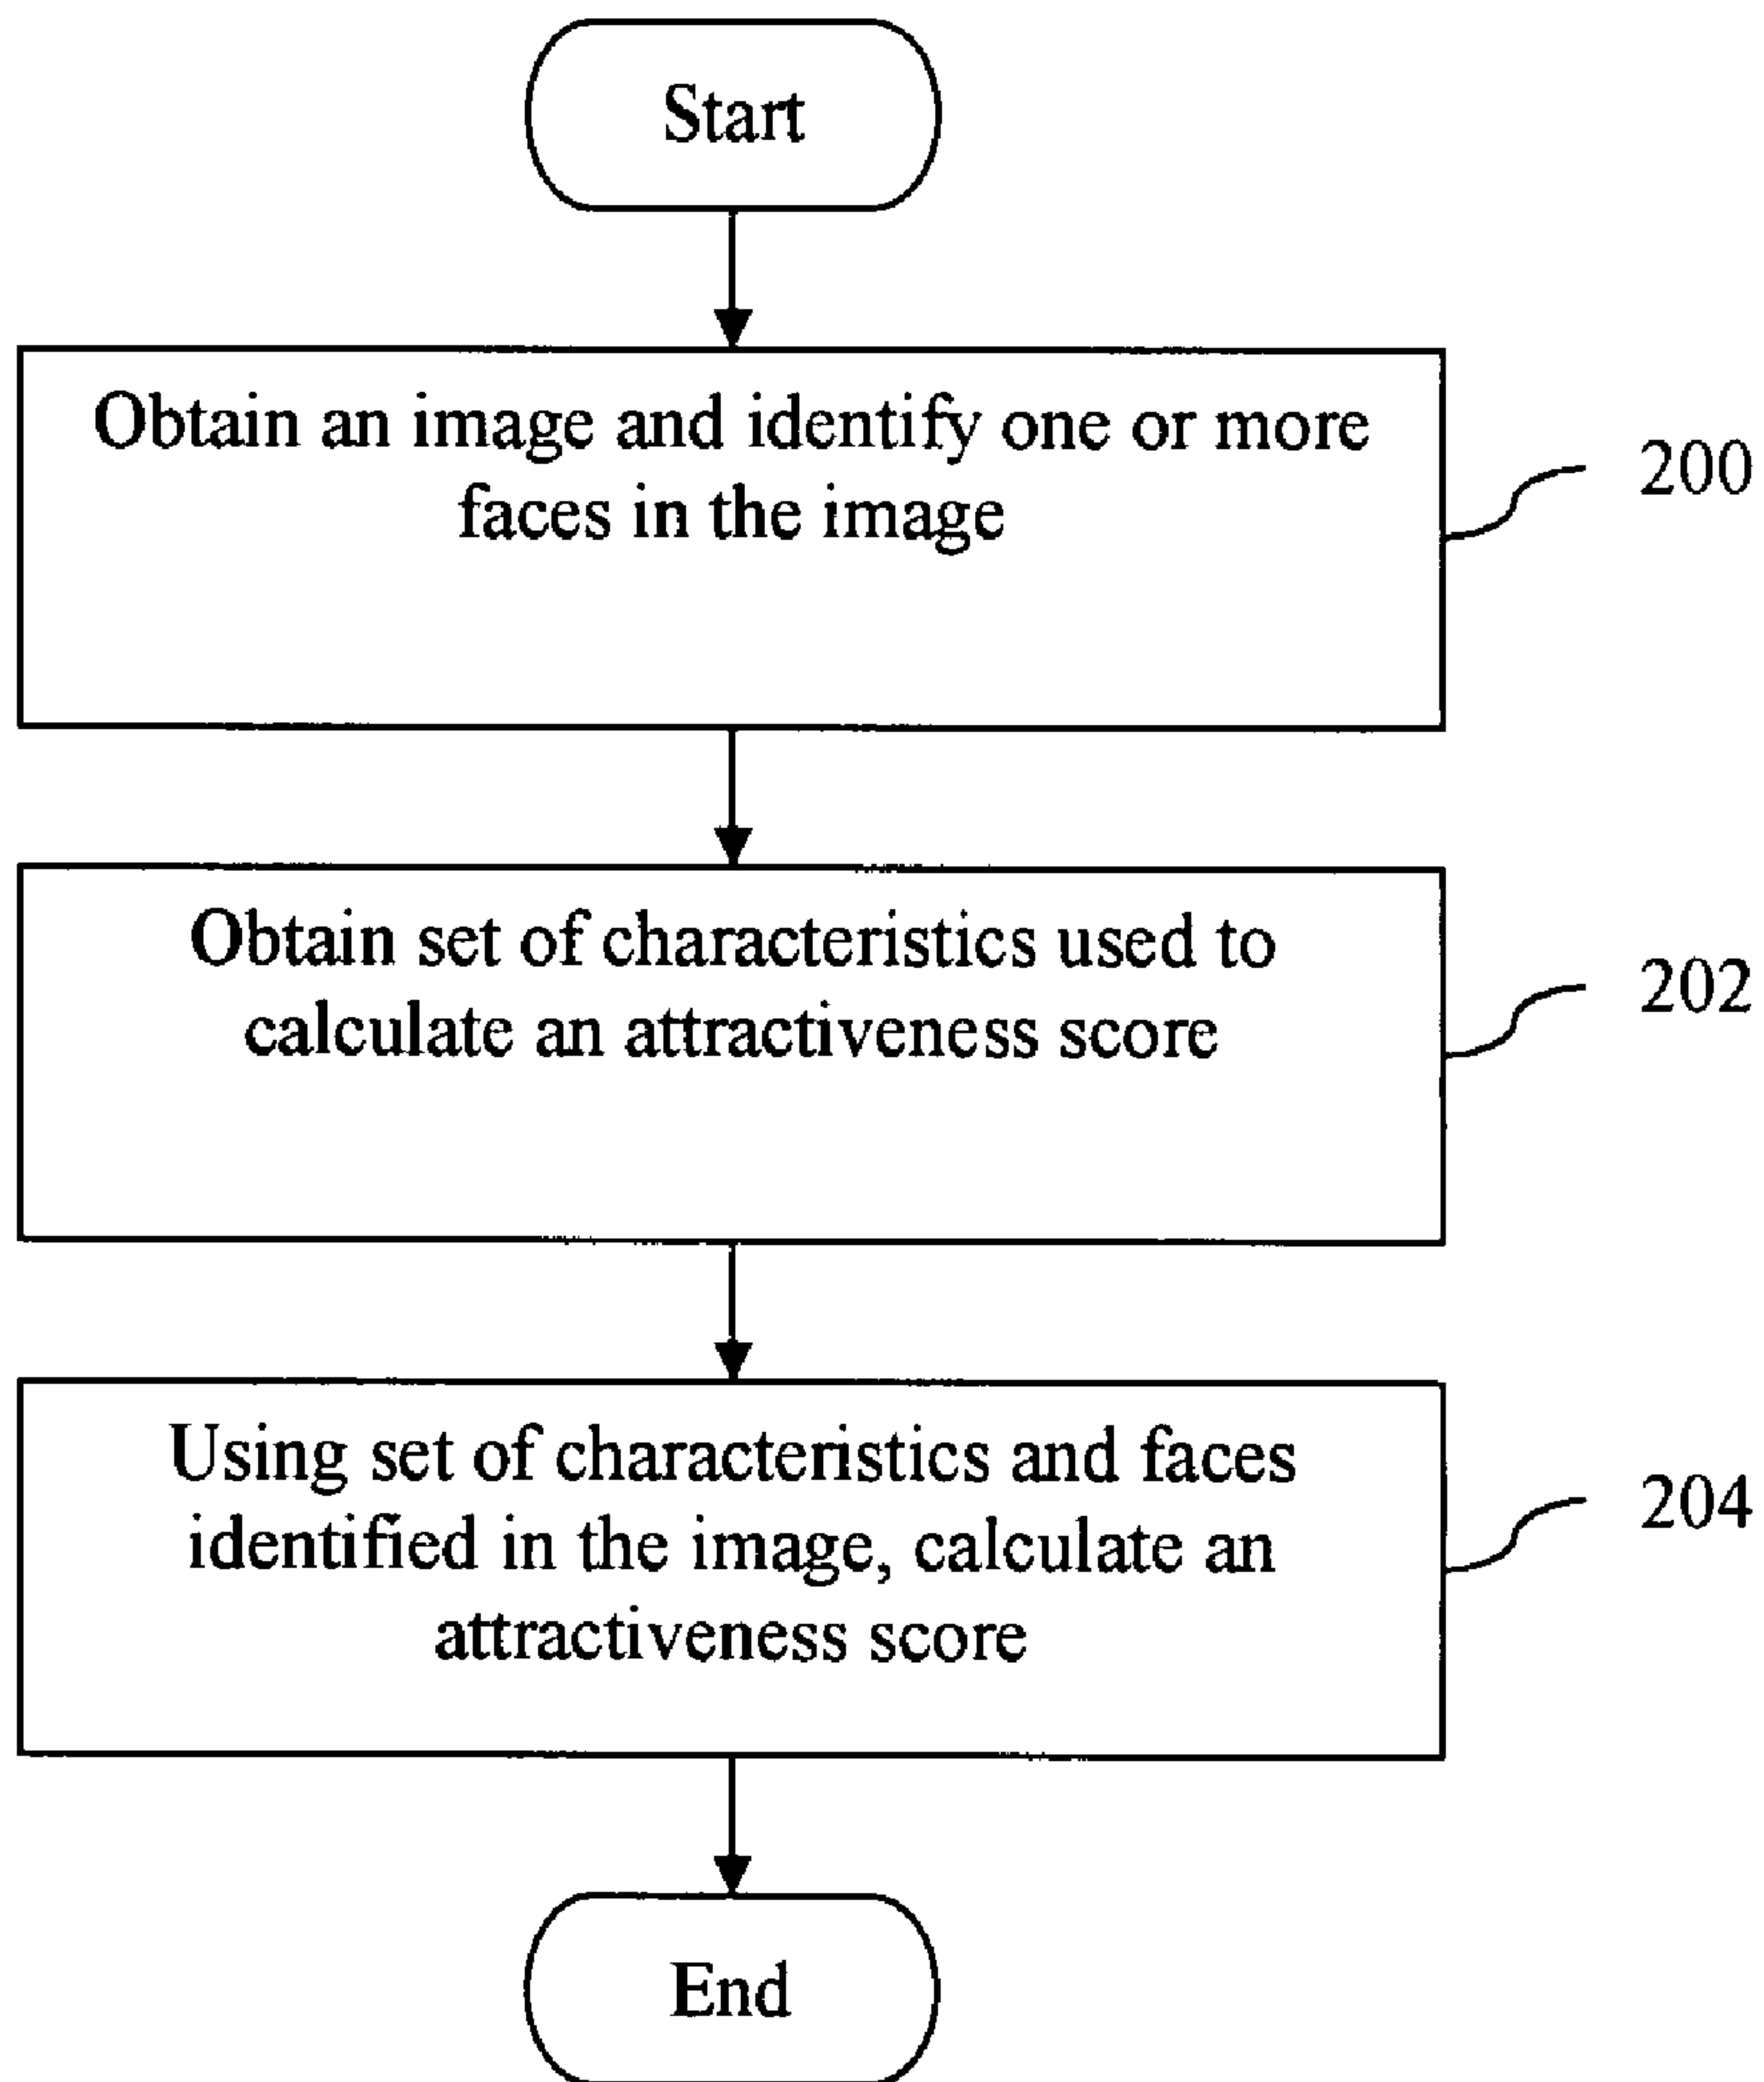 Start
Obtain an image and identify one or more
faces in the image
200
Obtain set of characteristics used to
calculate an attractiveness score
202
Using set of characteristics and faces
identified in the image, calculate an
attractiveness score
204
End